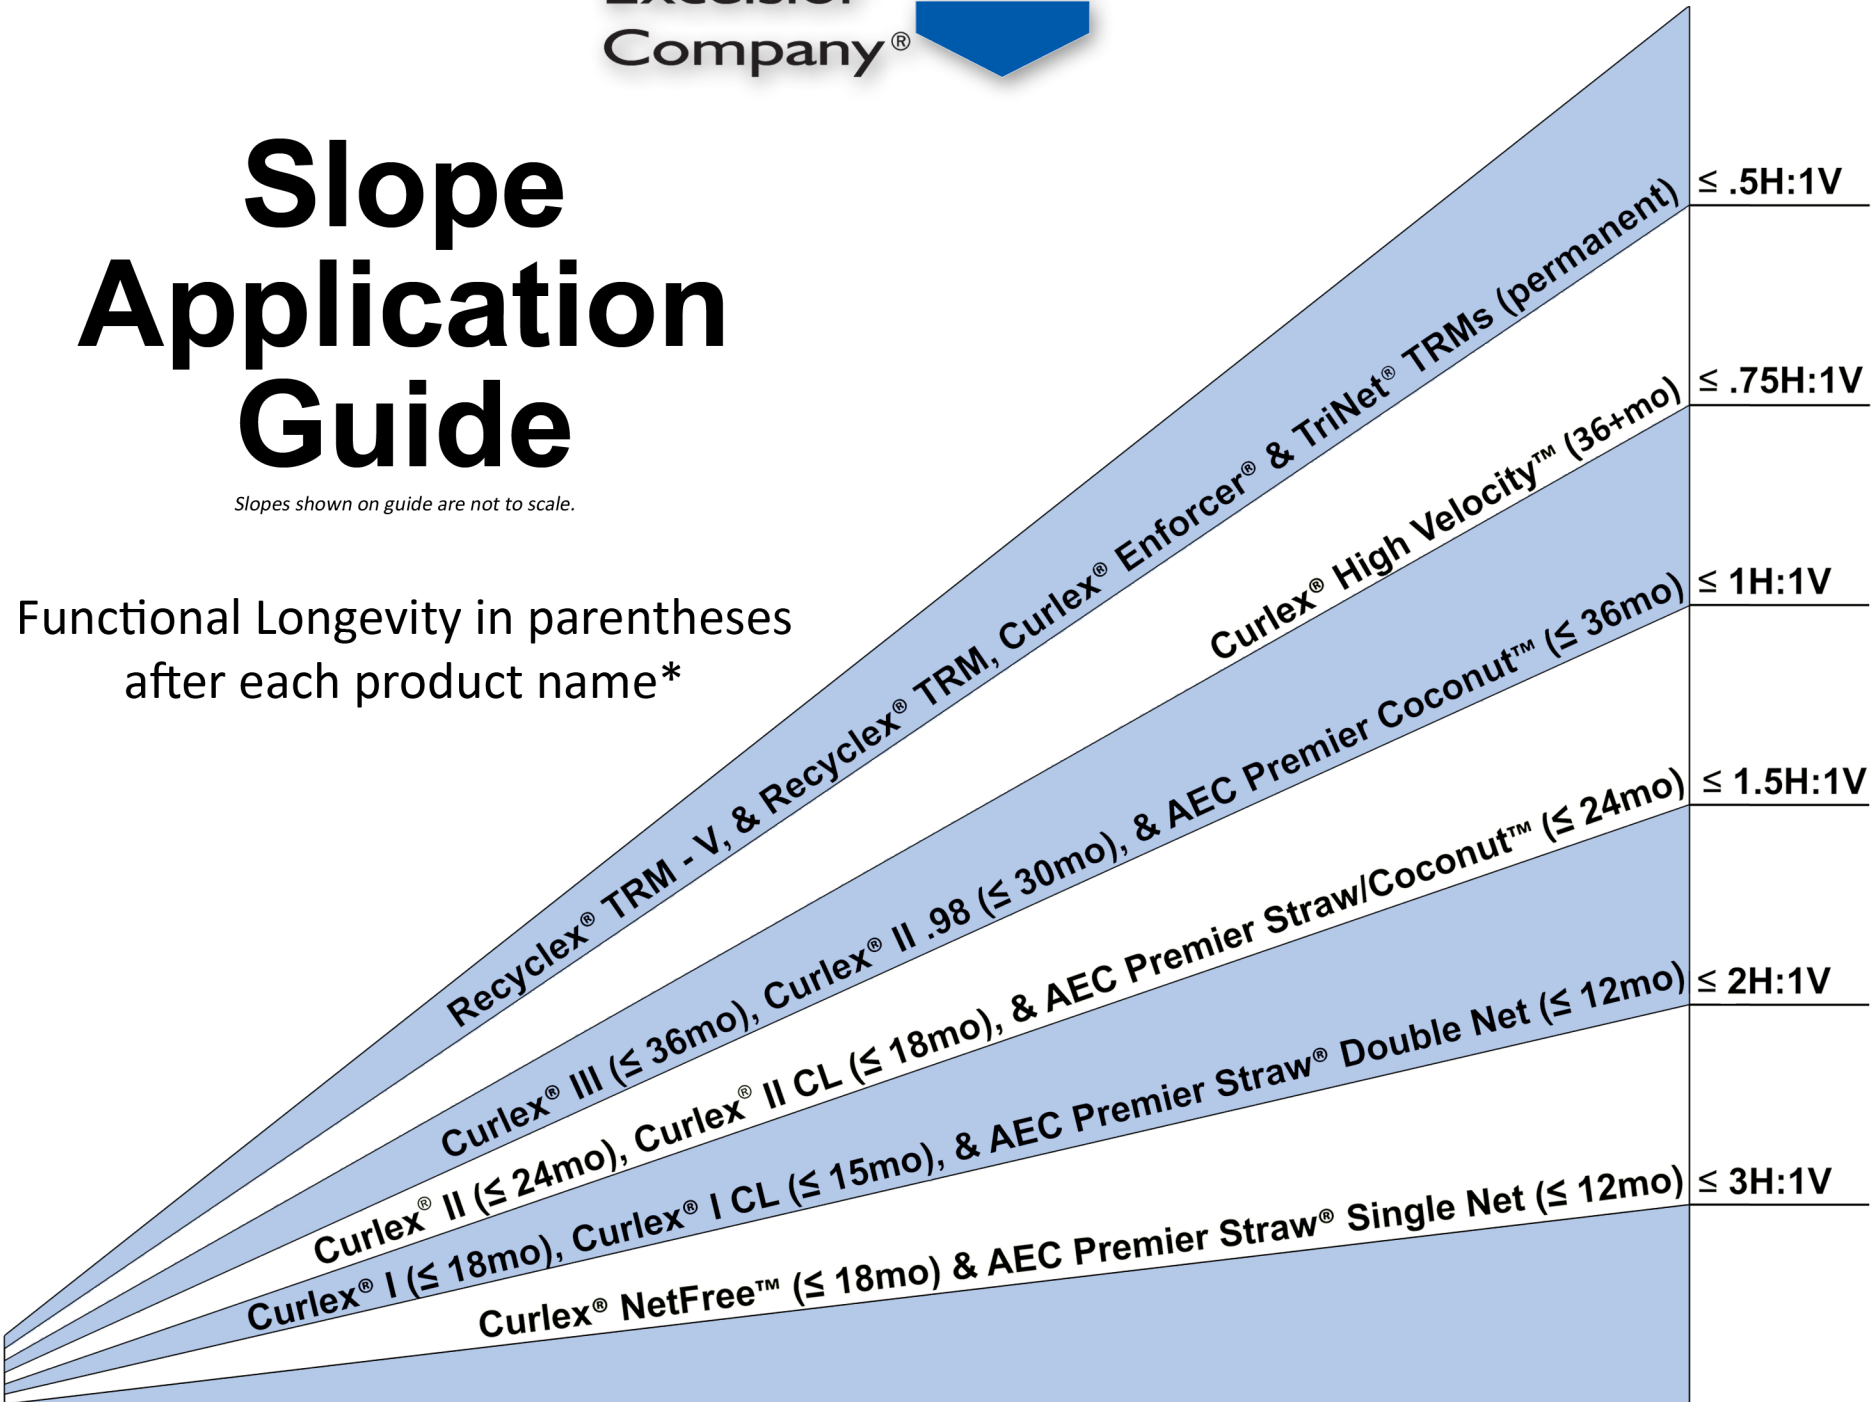 Excelsior
Company®
Slope
Application
Guide
Slopes shown on guide are not to scale.
Functional Longevity in parentheses
after each product name*
Recyclex® TRM - V, & Recyclex® TRM, Curlex® Enforcer® & TriNet® TRMs (permanent)
≤ .5H:1V
Curlex® High Velocity™ (36+mo)
≤ .75H:1V
Curlex® III (≤ 36mo), Curlex® II .98 (≤ 30mo), & AEC Premier Coconut™ (≤ 36mo)
≤ 1H:1V
Curlex® II (≤ 24mo), Curlex® II CL (≤ 18mo), & AEC Premier Straw/Coconut™ (≤ 24mo)
≤ 1.5H:1V
Curlex® I (≤ 18mo), Curlex® I CL (≤ 15mo), & AEC Premier Straw® Double Net (≤ 12mo)
≤ 2H:1V
Curlex® NetFree™ (≤ 18mo) & AEC Premier Straw® Single Net (≤ 12mo)
≤ 3H:1V